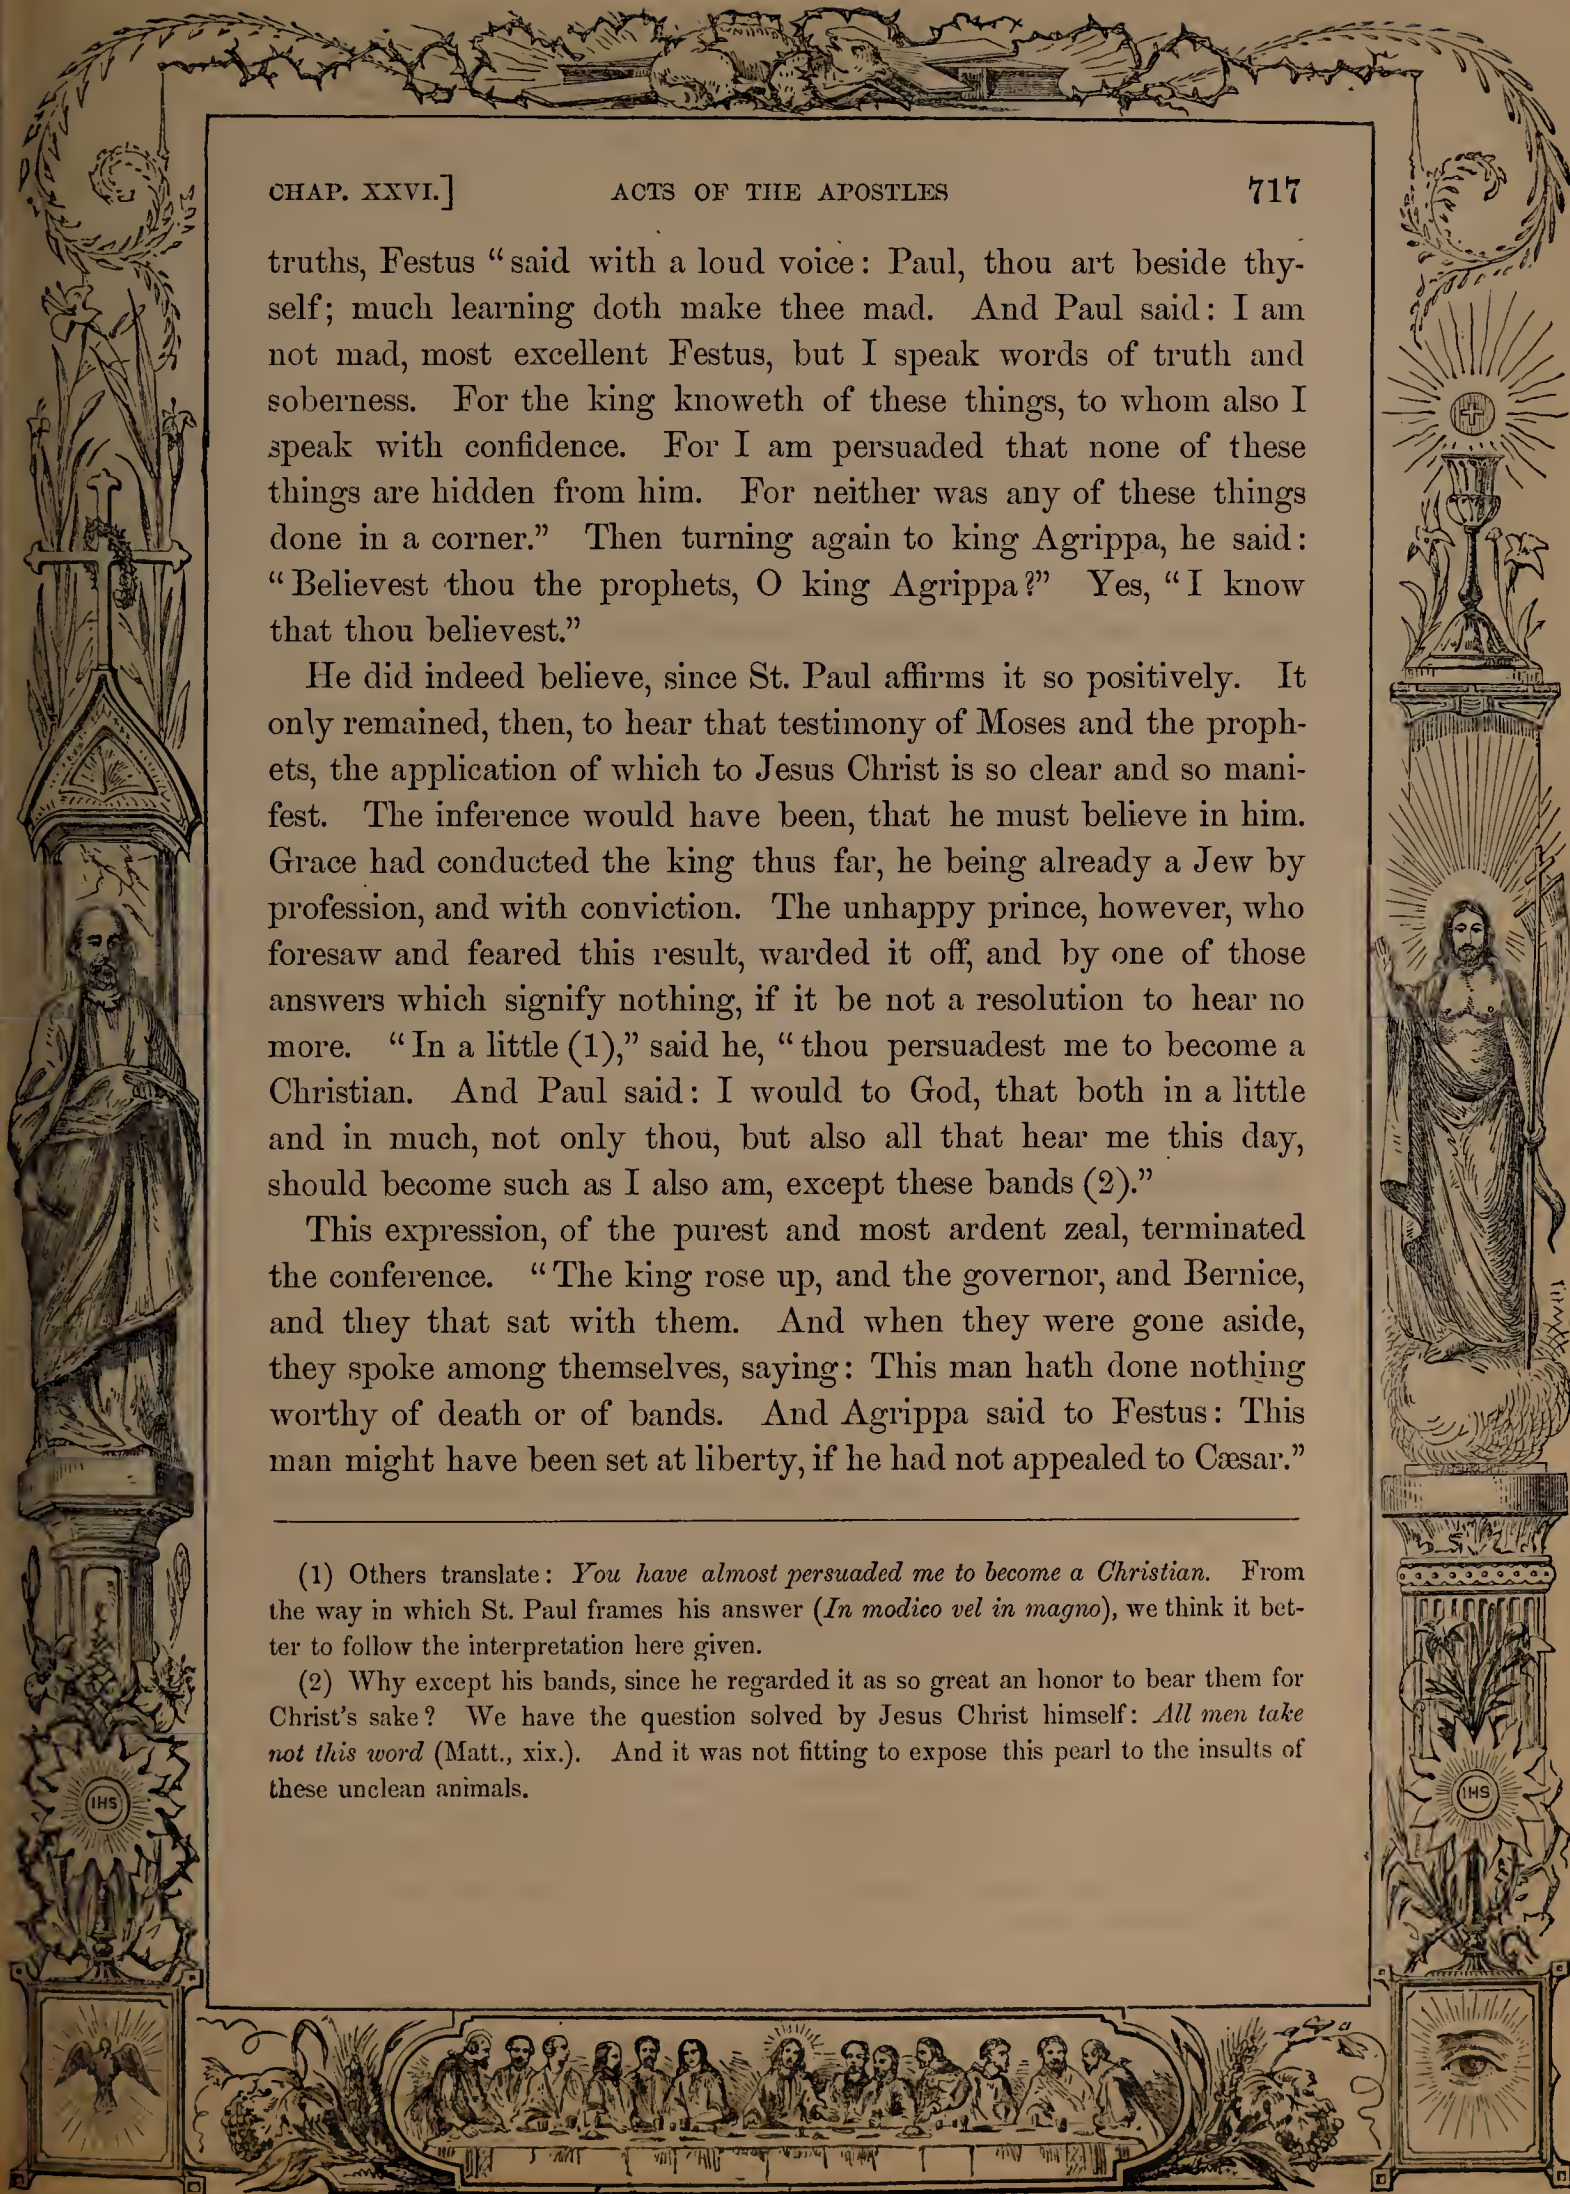 CHAP. XXVI.] ACTS OF THE APOSTLES 717
truths, Festus “said with a loud voice: Paul, thou art beside thy-
self; much learning doth make thee mad. And Paul said: I am
not mad, most excellent Festus, but I speak words of truth and
soberness. For the king knoweth of these things, to whom also I
speak with confidence. For I am persuaded that none of these
things are hidden from him. For neither was any of these things
done in a corner.” Then turning again to king Agrippa, he said:
“Believest thou the prophets, O king Agrippa?” Yes, “I know
that thou believest.”
He did indeed believe, since St. Paul affirms it so positively. It
only remained, then, to hear that testimony of Moses and the proph-
ets, the application of which to Jesus Christ is so clear and so mani-
fest. The inference would have been, that he must believe in him.
Grace had conducted the king thus far, he being already a Jew by
profession, and with conviction. The unhappy prince, however, who
foresaw and feared this result, warded it off, and by one of those
answers which signify nothing, if it be not a resolution to hear no
more. “In a little (1),” said he, “thou persuadest me to become a
Christian. And Paul said: I would to God, that both in a little
and in much, not only thou, but also all that hear me this day,
should become such as I also am, except these bands (2).”
This expression, of the purest and most ardent zeal, terminated
the conference. “The king rose up, and the governor, and Bernice,
and they that sat with them. And when they were gone aside,
they spoke among themselves, saying: This man hath done nothing
worthy of death or of bands. And Agrippa said to Festus: This
man might have been set at liberty, if he had not appealed to Cæsar.”
(1) Others translate: You have almost persuaded me to become a Christian. From
the way in which St. Paul frames his answer (In modico vel in magno), we think it bet-
ter to follow the interpretation here given.
(2) Why except his bands, since he regarded it as so great an honor to bear them for
Christ's sake? We have the question solved by Jesus Christ himself: All men take
not this word (Matt., xix.). And it was not fitting to expose this pearl to the insults of
these unclean animals.
IHS
IHS